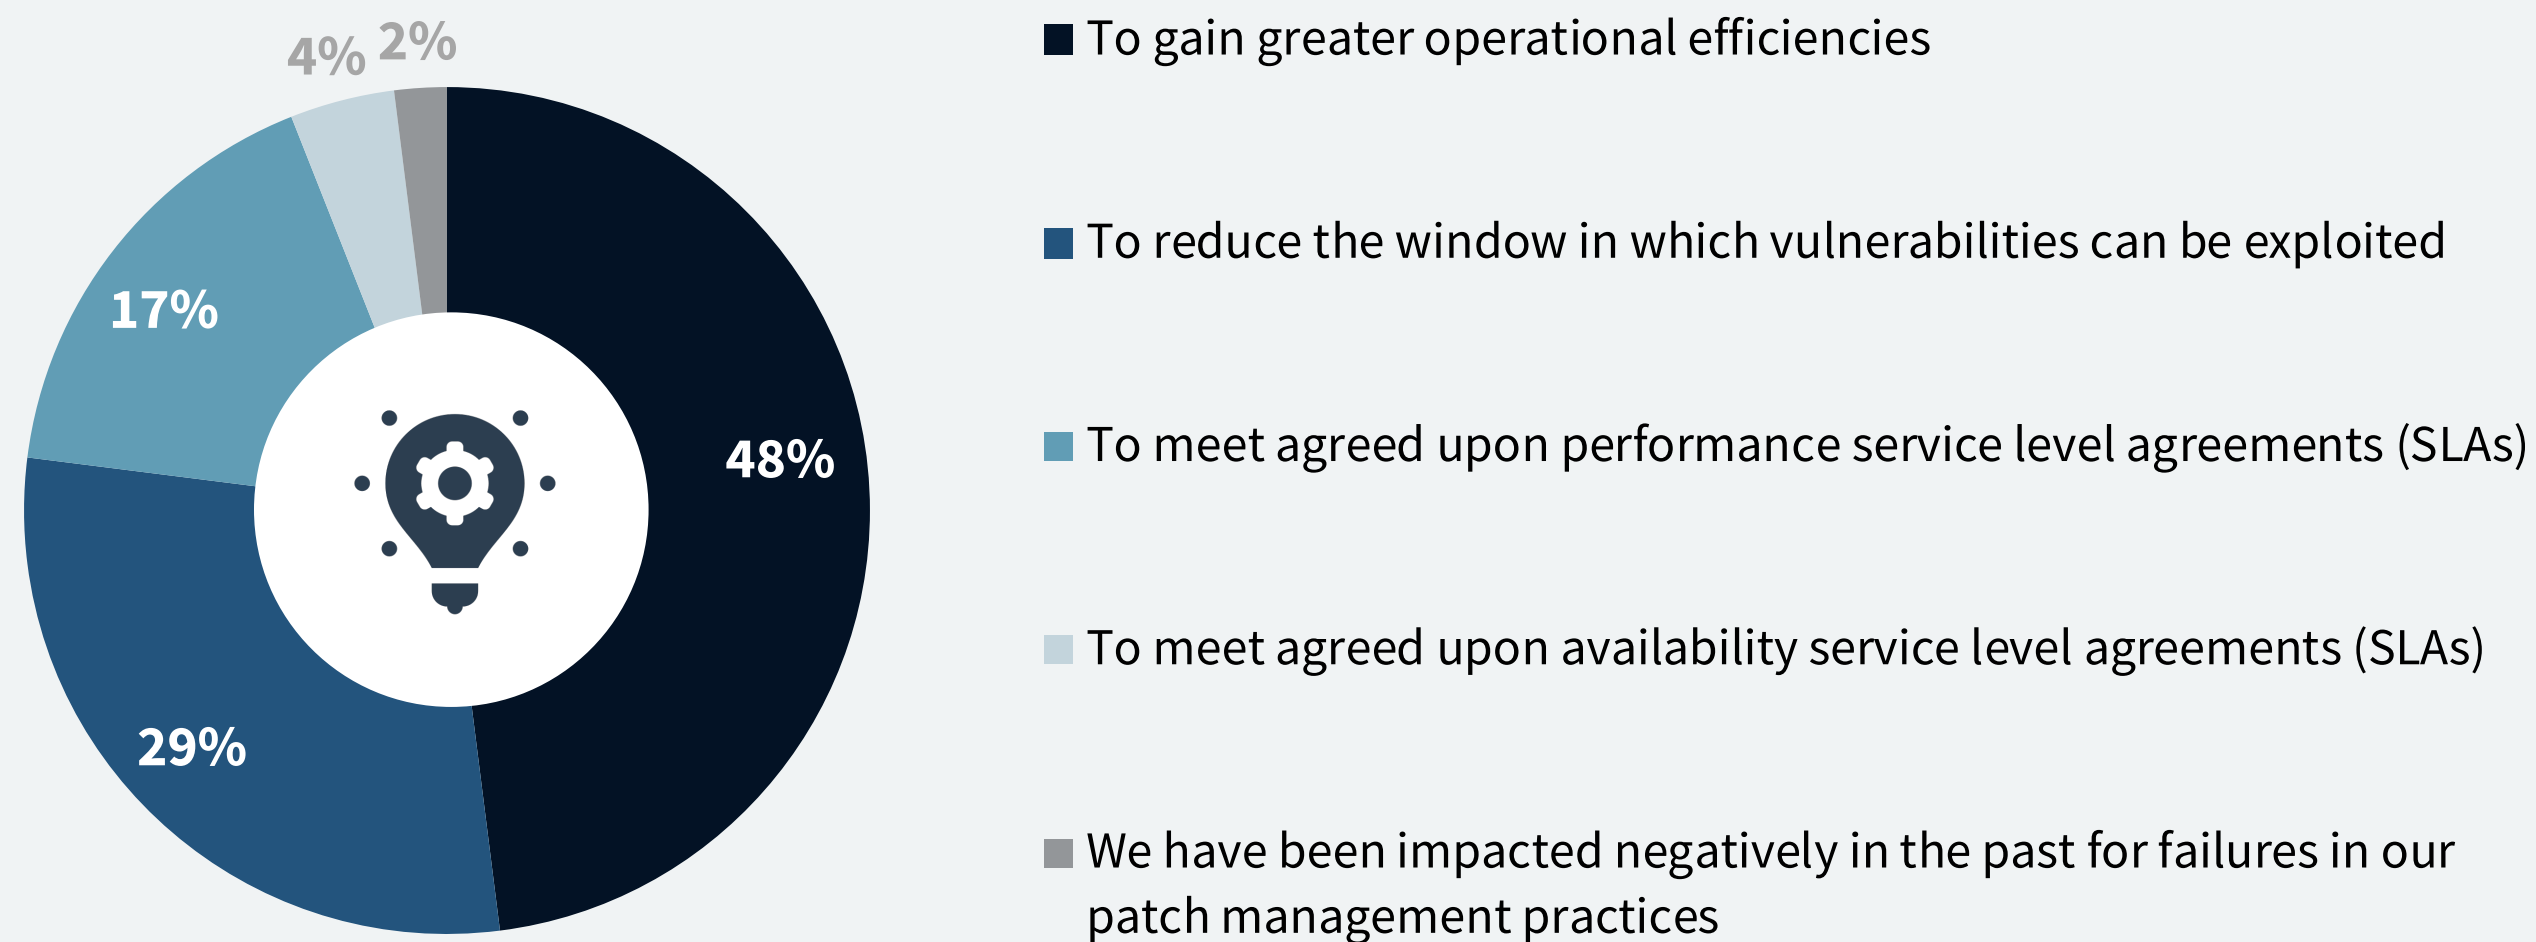 4%
2%
17%
48%
29%
To gain greater operational efficiencies
To reduce the window in which vulnerabilities can be exploited
To meet agreed upon performance service level agreements (SLAs)
To meet agreed upon availability service level agreements (SLAs)
We have been impacted negatively in the past for failures in our
patch management practices